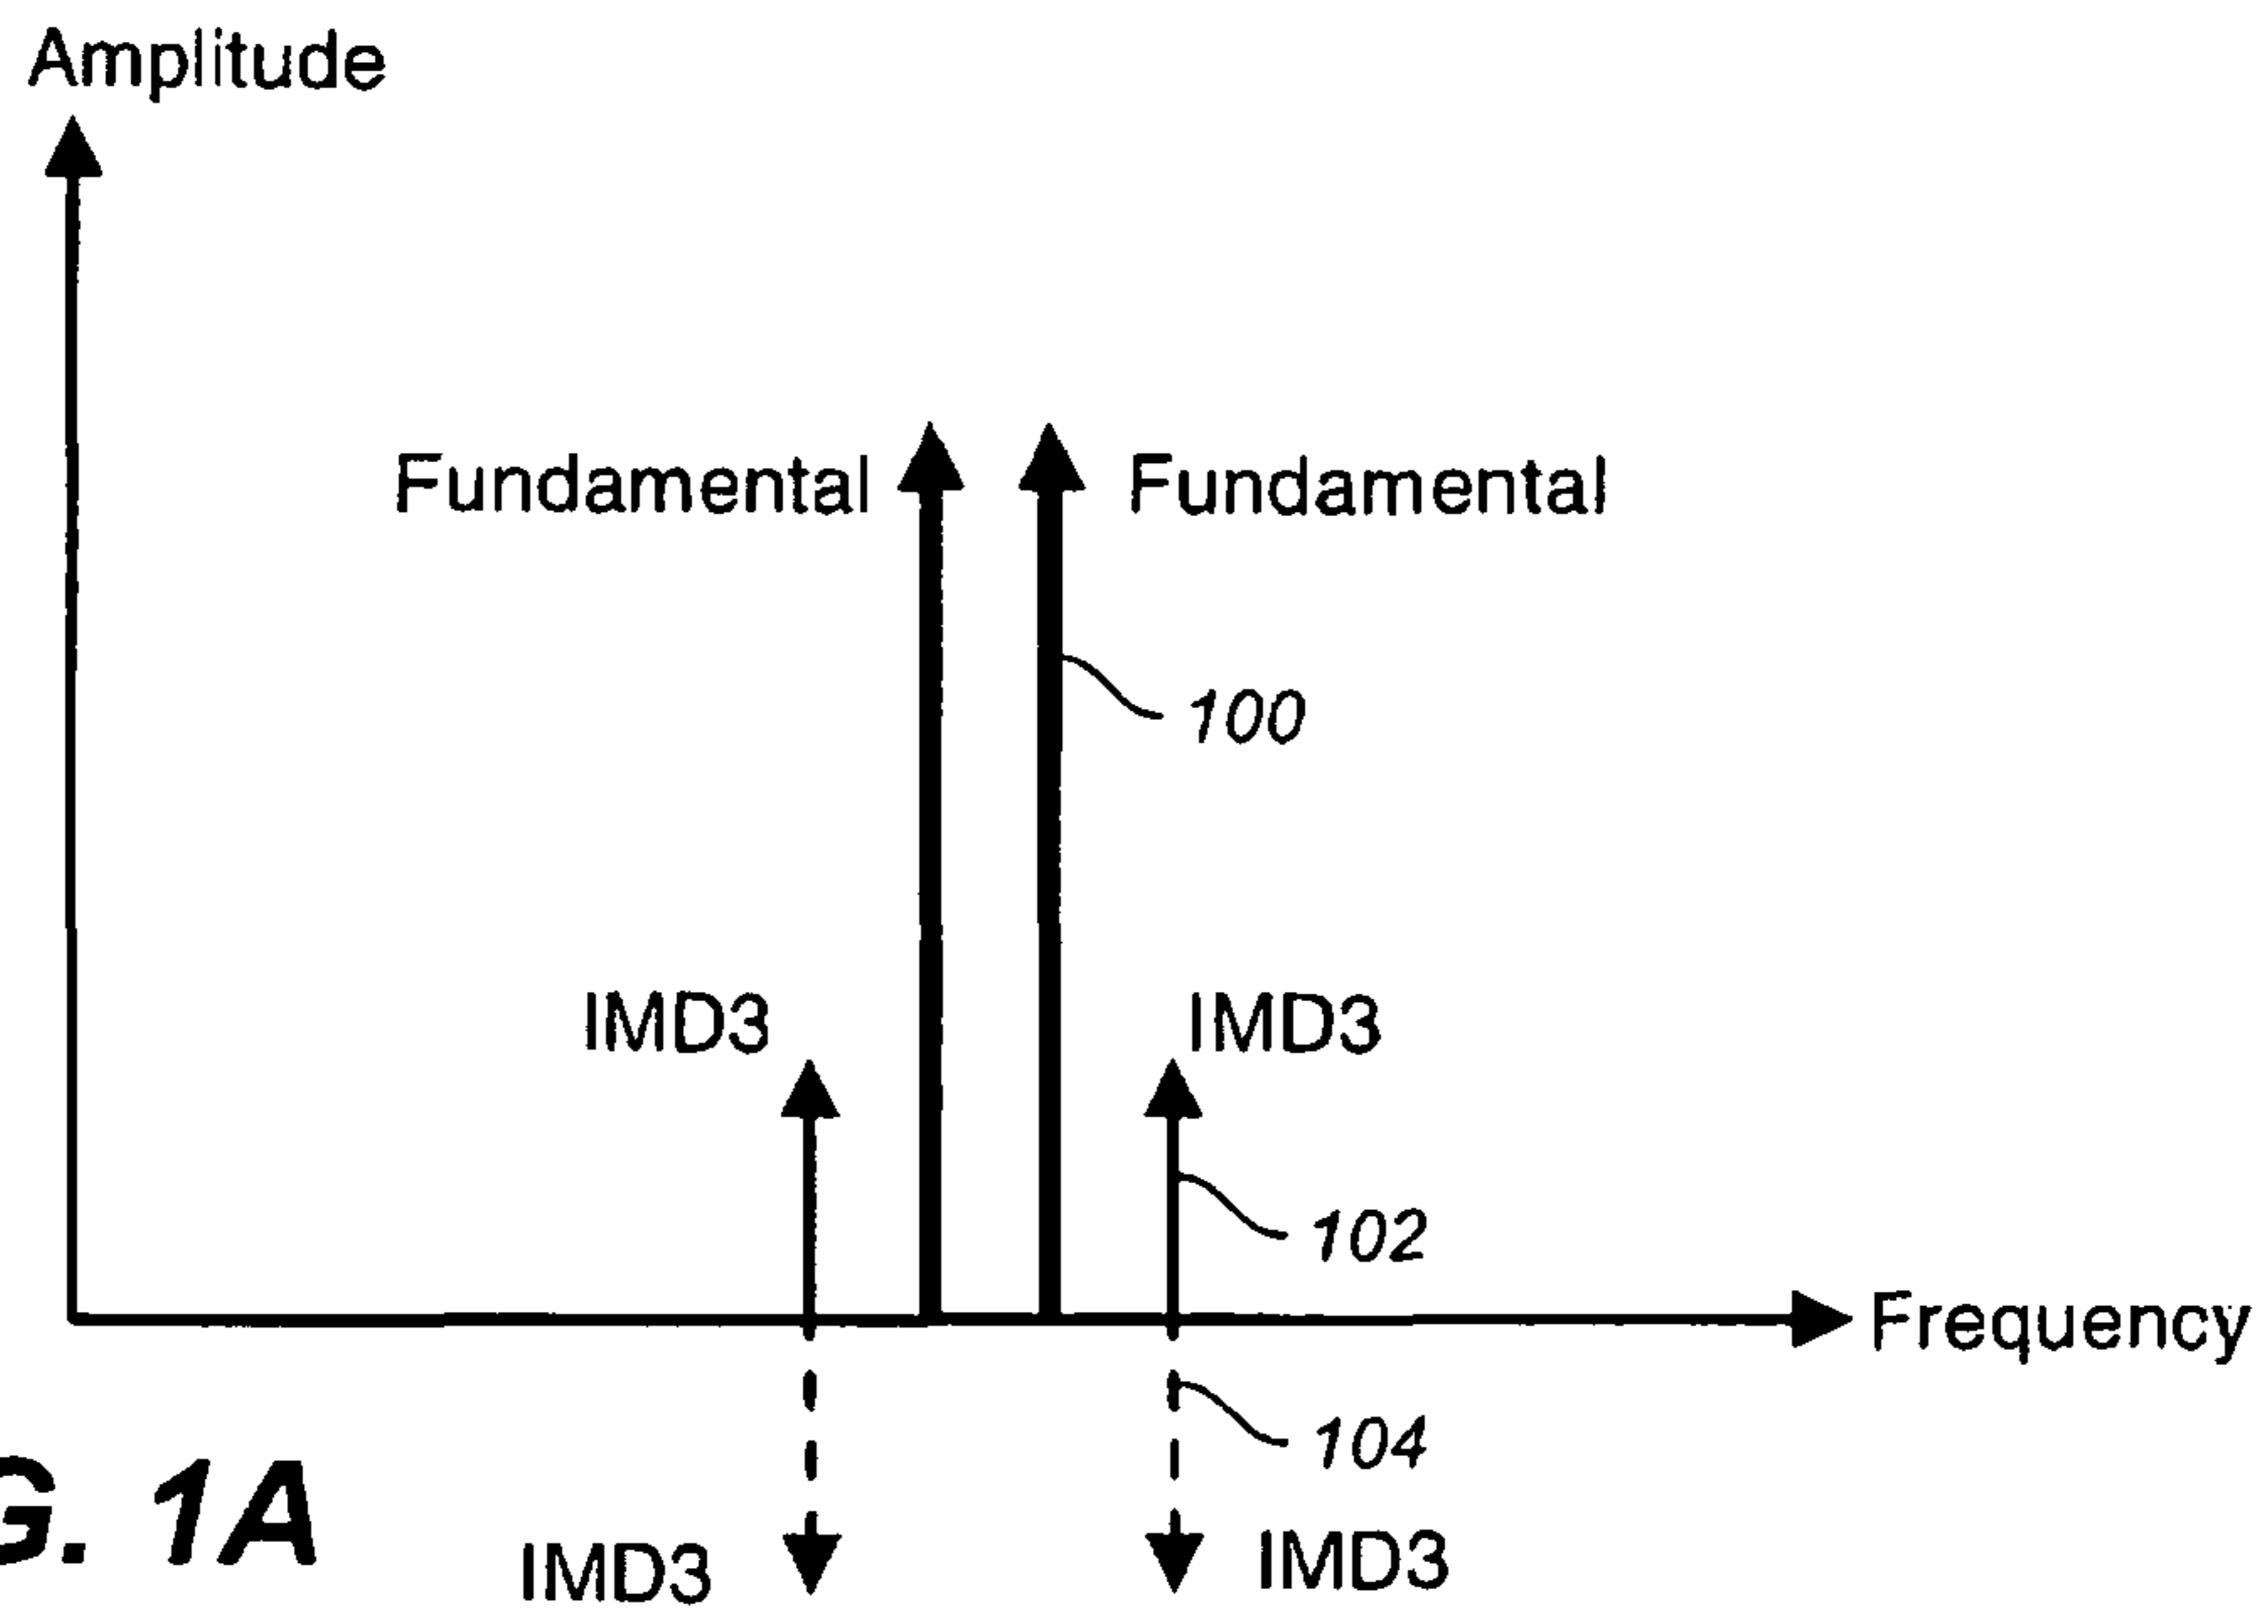 Amplitude
Fundamental
Fundamental
100
IMD3
IMD3
102
Frequency
104
G. 1A
IMD3
IMD3